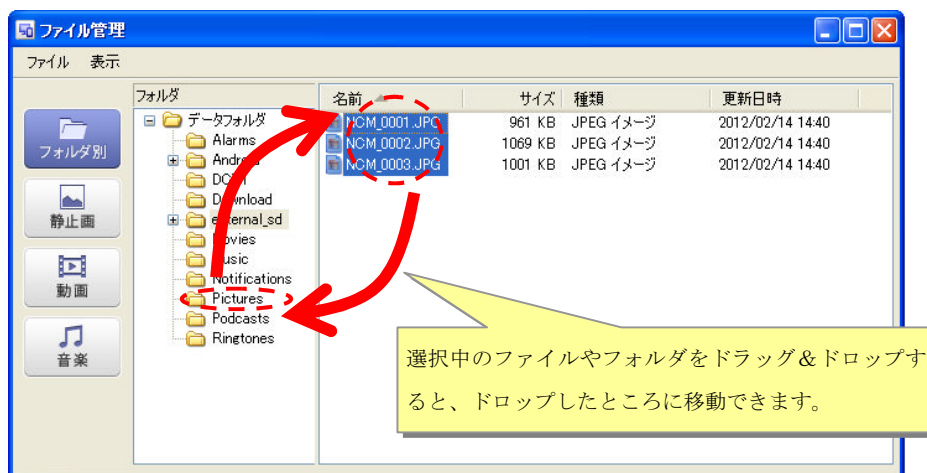 ファイル管理
ファイル 表示
フォルダ別
静止画
動画
音楽
フォルダ
データフォルダ
Alarms
Android
DCIM
Download
external_sd
Movies
Music
Notifications
Pictures
Podcasts
Ringtones
名前 サイズ 種類 更新日時
NCM_0001.JPG 961 KB JPEG イメージ 2012/02/14 14:40
NCM_0002.JPG 1069 KB JPEG イメージ 2012/02/14 14:40
NCM_0003.JPG 1001 KB JPEG イメージ 2012/02/14 14:40
選択中のファイルやフォルダをドラッグ&ドロップす
ると、ドロップしたところに移動できます。